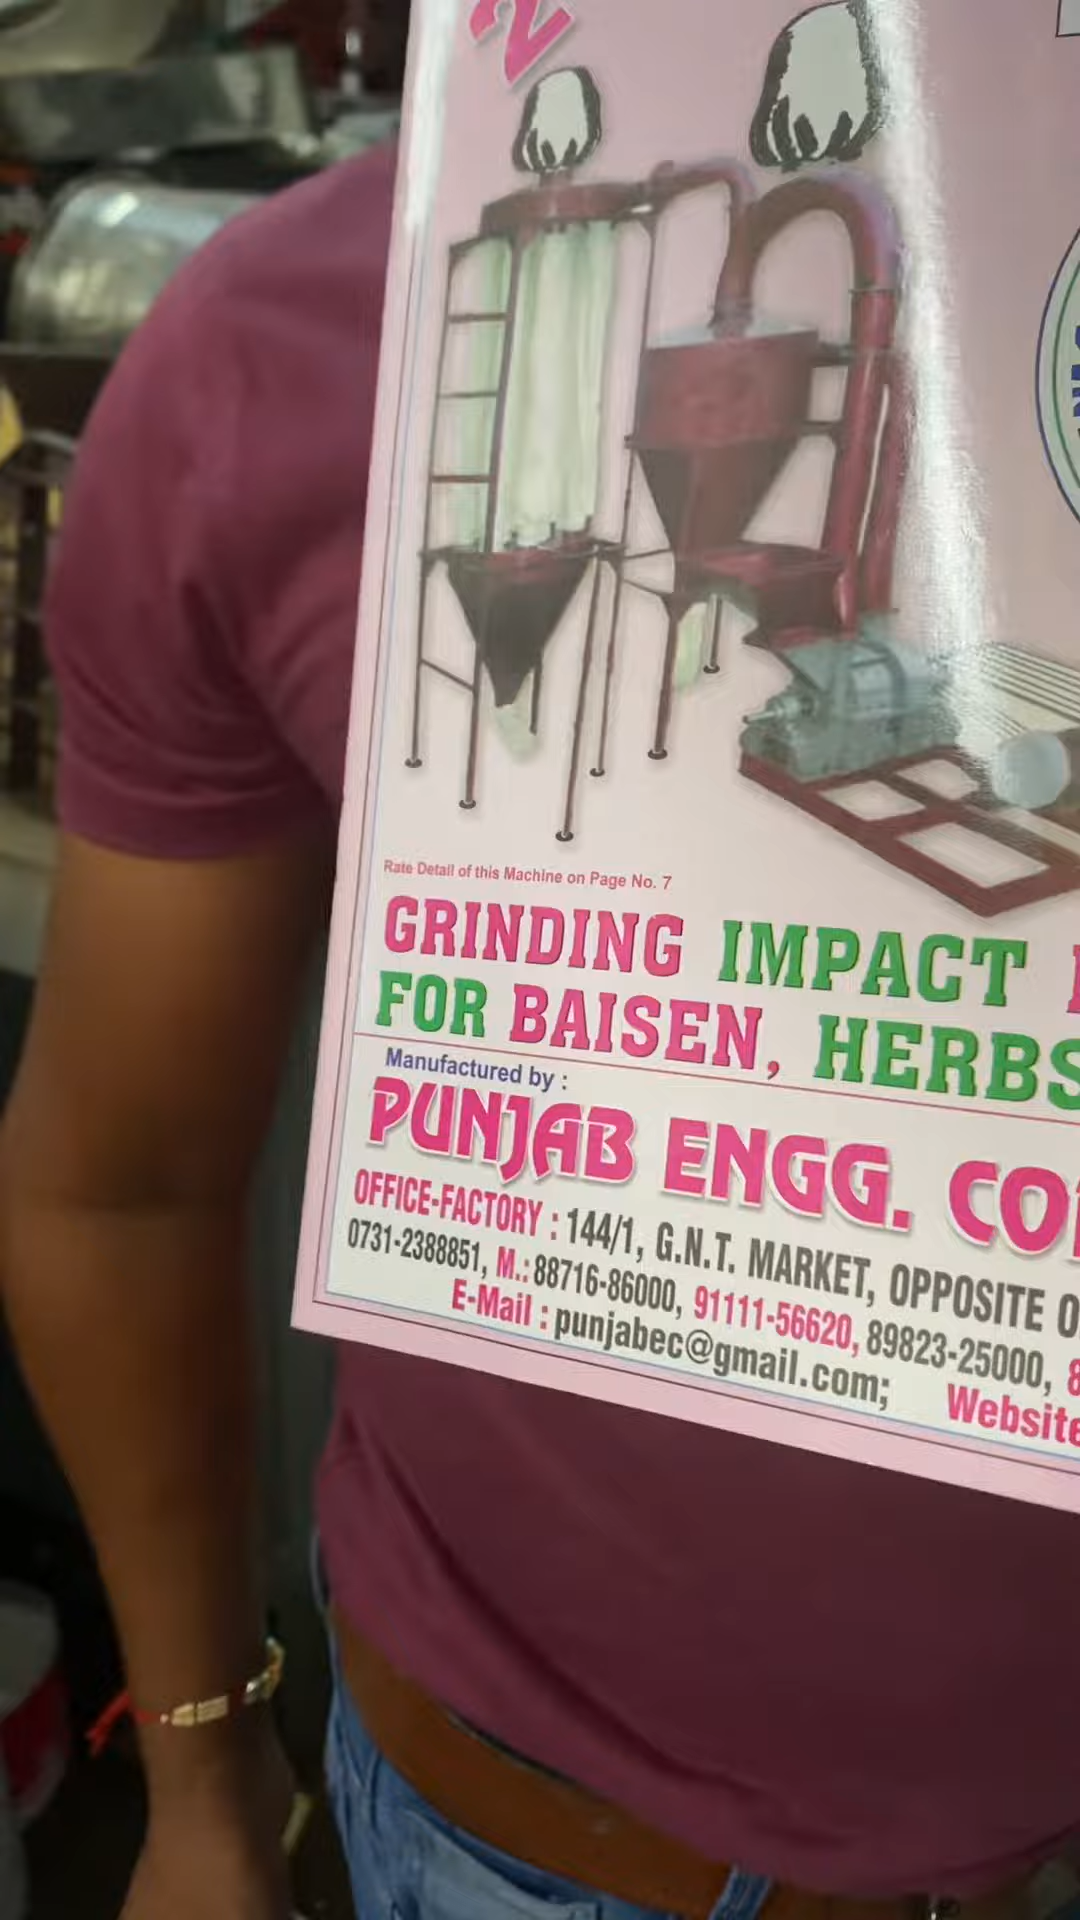 2
Rate Detail of this Machine on Page No. 7
GRINDING IMPACT
FOR BAISEN, HERBS
Manufactured by :
PUNJAB ENGG. CO
OFFICE-FACTORY : 144/1, G.N.T. MARKET, OPPOSITE O
0731-2388851, M.: 88716-86000, 91111-56620, 89823-25000, 8
E-Mail : punjabec@gmail.com; Website